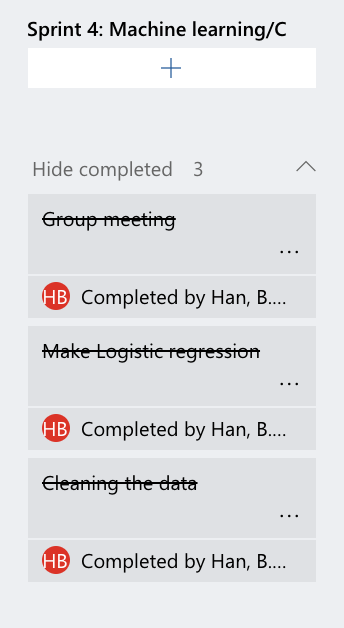 Sprint 4: Machine learning/C
Hide completed 3
Group meeting
...
HB Completed by Han, B....
Make Logistic regression
...
HB Completed by Han, B....
Cleaning the data
...
HB Completed by Han, B....